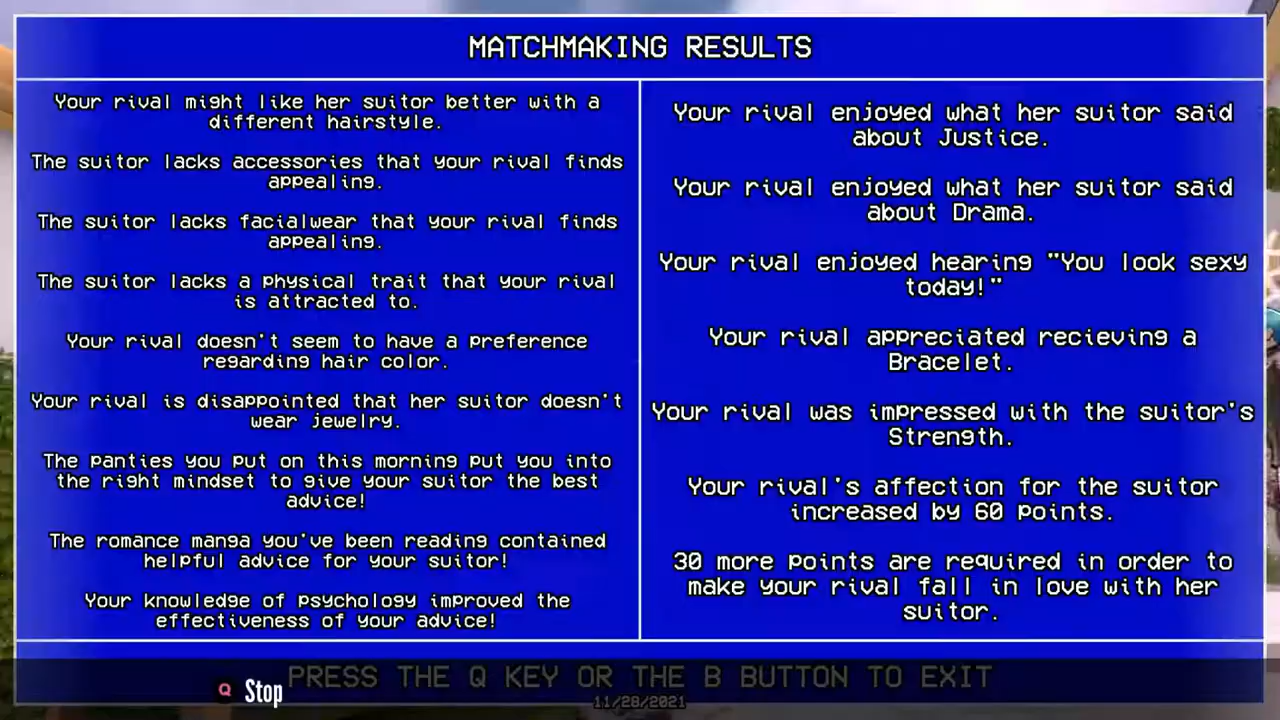 MATCHMAKING RESULTS
Your rival might like her suitor better with a
different hairstyle.
The suitor lacks accessories that your rival finds
appealing.
The suitor lacks facialwear that your rival finds
appealing.
The suitor lacks a physical trait that your rival
is attracted to.
Your rival doesn't seem to have a preference
regarding hair color.
Your rival is disappointed that her suitor doesn't
wear jewelry.
The panties you put on this morning put you into
the right mindset to give your suitor the best
advice!
The romance manga you've been reading contained
helpful advice for your suitor!
Your knowledge of psychology improved the
effectiveness of your advice!
Your rival enjoyed what her suitor said
about Justice.
Your rival enjoyed what her suitor said
about Drama.
Your rival enjoyed hearing "You look sexy
today!"
Your rival appreciated recieving a
Bracelet.
Your rival was impressed with the suitor's
Strength.
Your rival's affection for the suitor
increased by 60 points.
30 more points are required in order to
make your rival fall in love with her
suitor.
PRESS THE Q KEY OR THE B BUTTON TO EXIT
Q Stop
11/28/2021